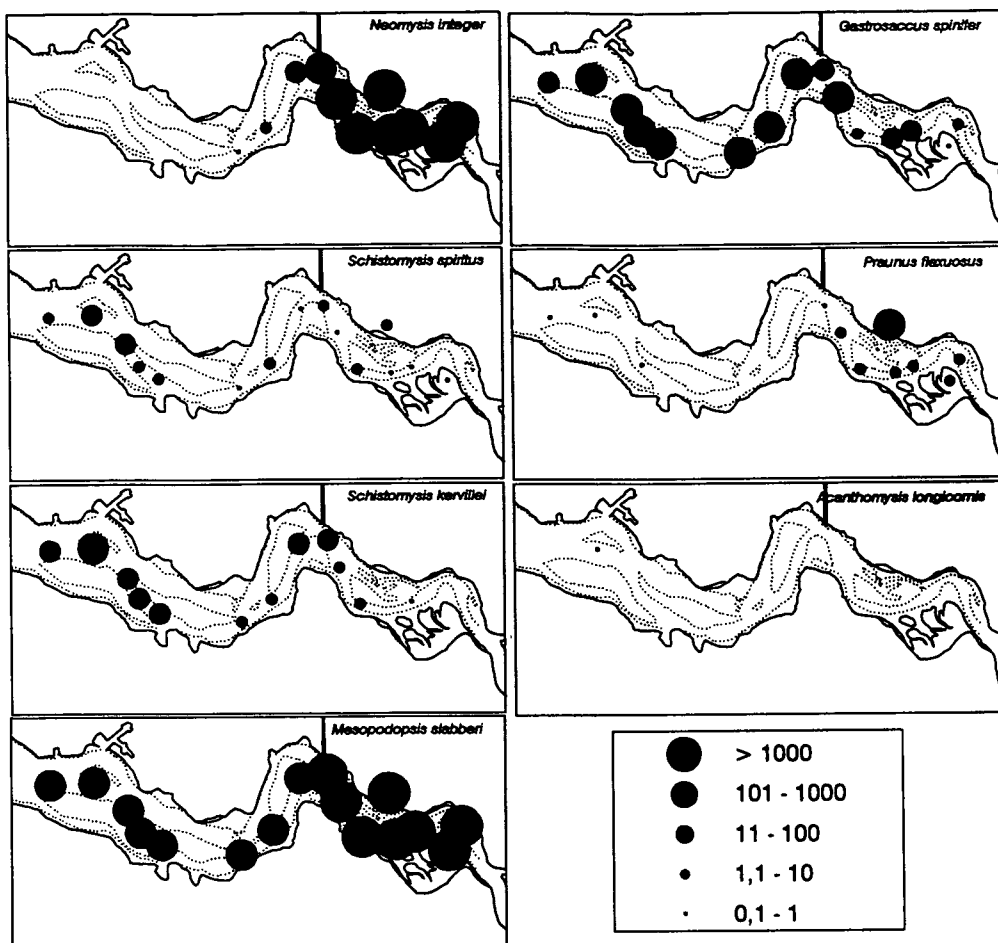 Neomysis integer
Gastrosaccus spinifer
Schistomysis spiritus
Praunus flexuosus
Schistomysis kervillei
Acanthomysis longicornis
Mesopodopsis slabberi
> 1000
101 - 1000
11 - 100
1,1 - 10
0,1 - 1